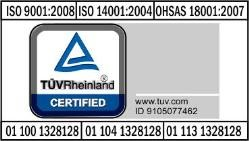 ISO 9001:2008 ISO 14001:2004 OHSAS 18001:2007
TÜVRheinland
CERTIFIED
www.tuv.com
ID 9105077462
01 100 1328128 01 104 1328128 01 113 1328128